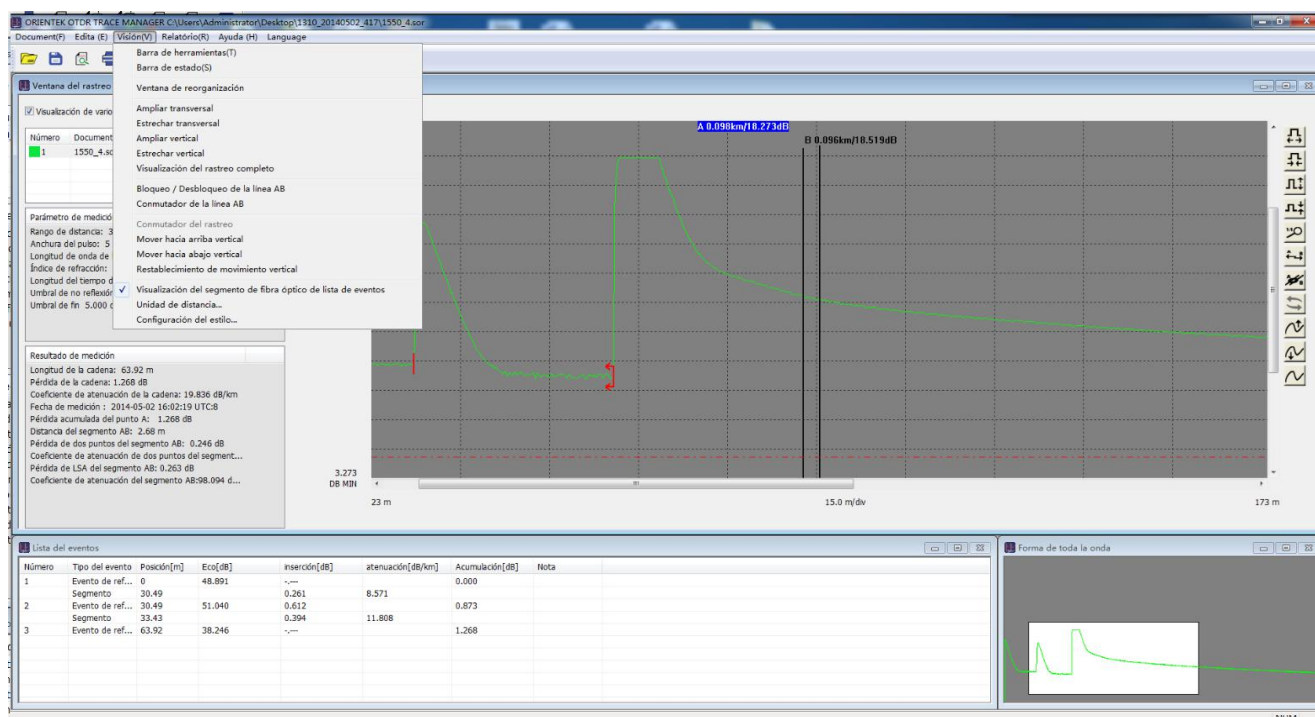 ORIENTEK OTDR TRACE MANAGER C:\Users\Administrator\Desktop\1310_20140502_417\1550_4.sor
Document(F) Edita (E) Visión(V) Relatório(R) Ayuda (H) Language
Barra de herramientas(T)
Barra de estado(S)
Ventana de reorganización
Ampliar transversal
Estrechar transversal
Ampliar vertical
Estrechar vertical
Visualización del rastreo completo
Bloqueo / Desbloqueo de la línea AB
Conmutador de la línea AB
Conmutador del rastreo
Mover hacia arriba vertical
Mover hacia abajo vertical
Restablecimiento de movimiento vertical
Visualización del segmento de fibra óptico de lista de eventos
Unidad de distancia...
Configuración del estilo...
Ventana del rastreo
Visualización de vario
Número Document
1 1550_4.so
Parámetro de medició
Rango de distancia: 3
Anchura del pulso: 5
Longitud de onda de
Índice de refracción:
Longitud del tiempo d
Umbral de no reflexión
Umbral de fin 5.000 d
Resultado de medición
Longitud de la cadena: 63.92 m
Pérdida de la cadena: 1.268 dB
Coeficiente de atenuación de la cadena: 19.836 dB/km
Fecha de medición : 2014-05-02 16:02:19 UTC:8
Pérdida acumulada del punto A: 1.268 dB
Distancia del segmento AB: 2.68 m
Pérdida de dos puntos del segmento AB: 0.246 dB
Coeficiente de atenuación de dos puntos del segment...
Pérdida de LSA del segmento AB: 0.263 dB
Coeficiente de atenuación del segmento AB:98.094 d...
A 0.098km/18.273dB
B 0.096km/18.519dB
3.273
DB MIN
23 m 15.0 m/div 173 m
Lista del eventos
Número Tipo del evento Posición[m] Eco[dB] inserción[dB] atenuación[dB/km] Acumulación[dB] Nota
1 Evento de ref... 0 48.891 -.--- 0.000
Segmento 30.49 0.261 8.571
2 Evento de ref... 30.49 51.040 0.612 0.873
Segmento 33.43 0.394 11.808
3 Evento de ref... 63.92 38.246 -.--- 1.268
Forma de toda la onda